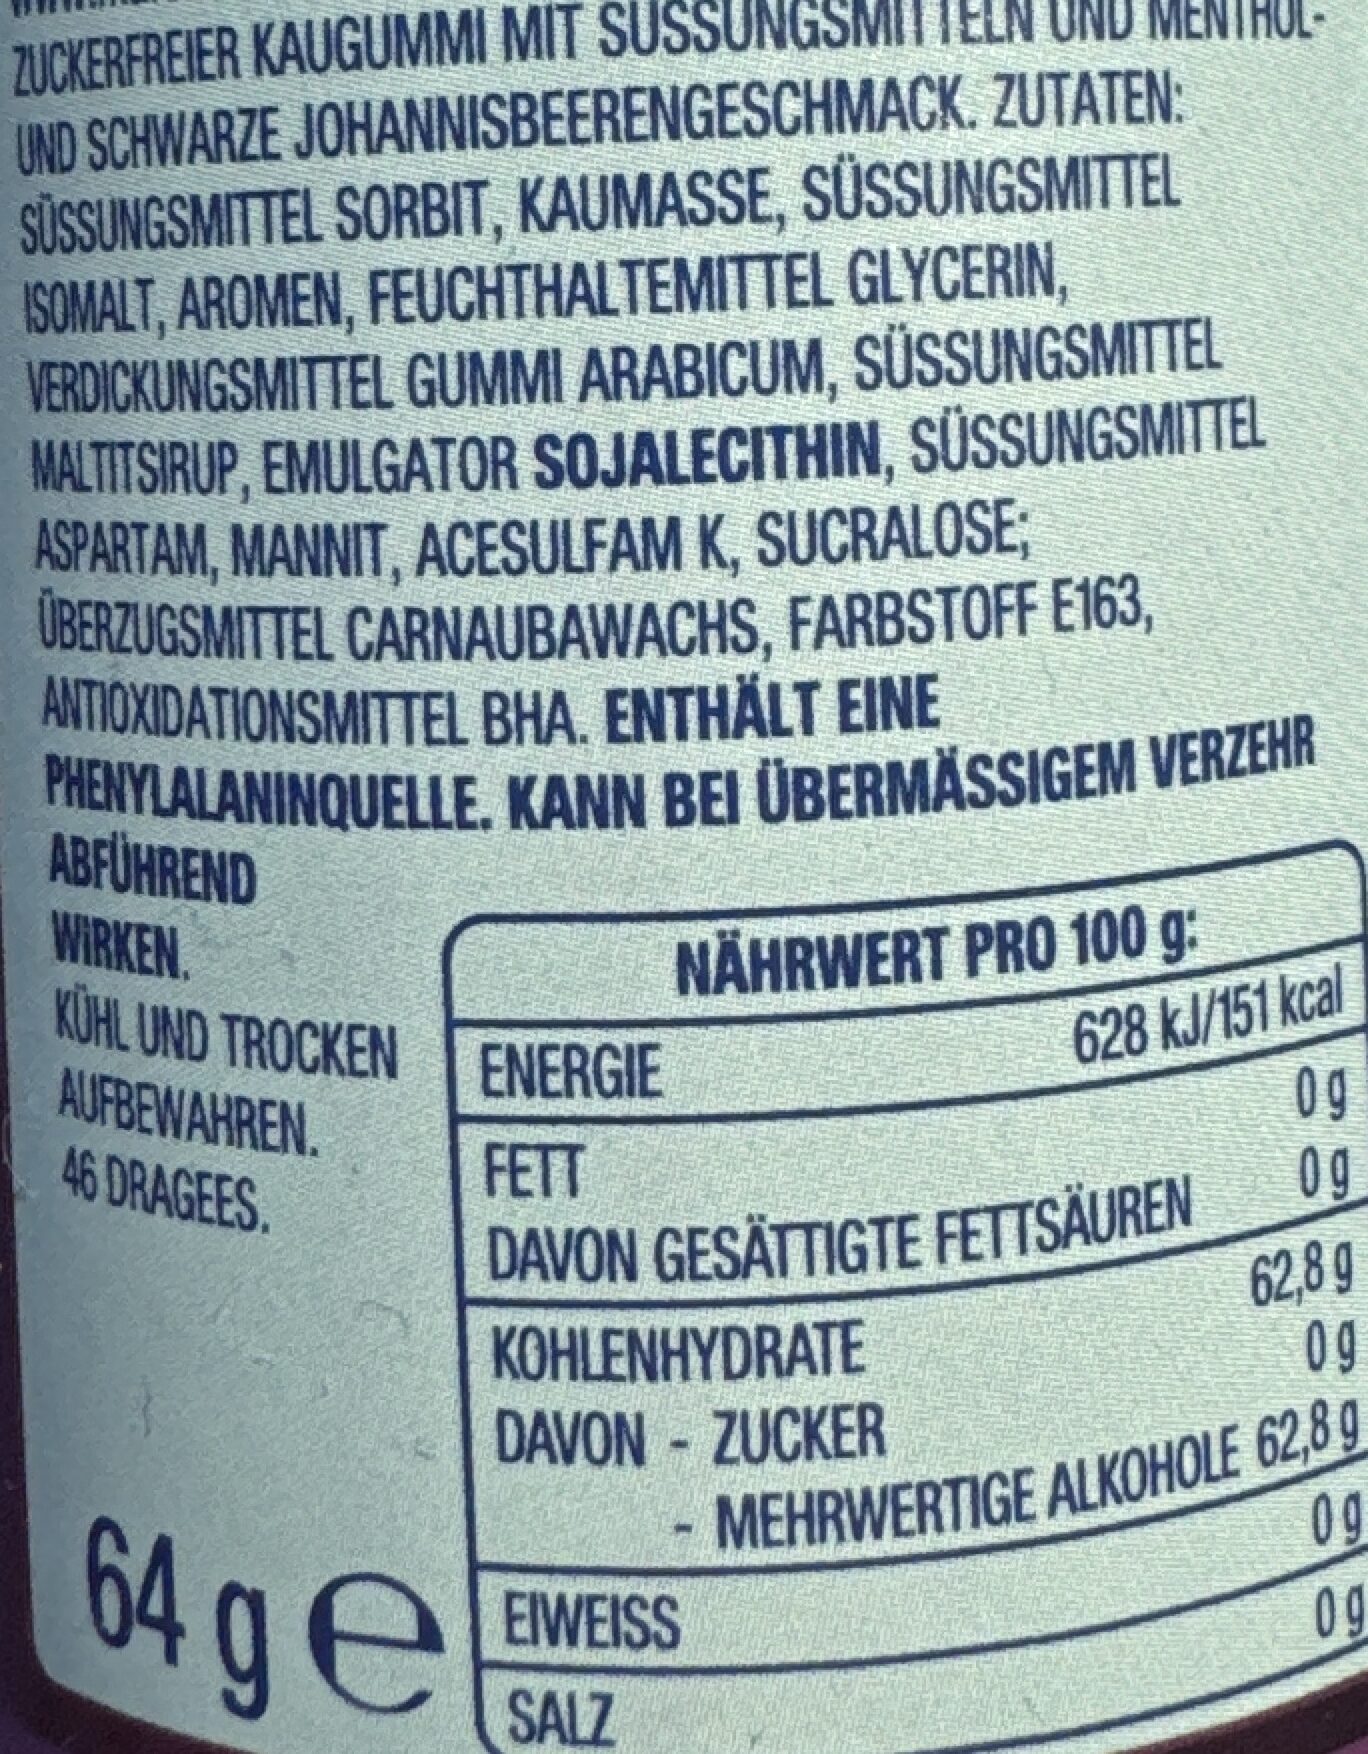 ZUCKERFREIER KAUGUMMI MIT SÜSSUNGSMITTELN UND MENTHOL-
UND SCHWARZE JOHANNISBEERENGESCHMACK. ZUTATEN:
SÜSSUNGSMITTEL SORBIT, KAUMASSE, SÜSSUNGSMITTEL
ISOMALT, AROMEN, FEUCHTHALTEMITTEL GLYCERIN,
VERDICKUNGSMITTEL GUMMI ARABICUM, SÜSSUNGSMITTEL
MALTITSIRUP, EMULGATOR SOJALECITHIN, SÜSSUNGSMITTEL
ASPARTAM, MANNIT, ACESULFAM K, SUCRALOSE;
ÜBERZUGSMITTEL CARNAUBAWACHS, FARBSTOFF E163,
ANTIOXIDATIONSMITTEL BHA. ENTHÄLT EINE
PHENYLALANINQUELLE. KANN BEI ÜBERMÄSSIGEM VERZEHR
ABFÜHREND
WIRKEN.
KÜHL UND TROCKEN
AUFBEWAHREN.
46 DRAGEES.
64 g e
NÄHRWERT PRO 100 g:
ENERGIE 628 kJ/151 kcal
FETT 0 g
DAVON GESÄTTIGTE FETTSÄUREN 0 g
KOHLENHYDRATE 62,8 g
DAVON - ZUCKER 0 g
- MEHRWERTIGE ALKOHOLE 62,8 g
EIWEISS 0 g
SALZ 0 g